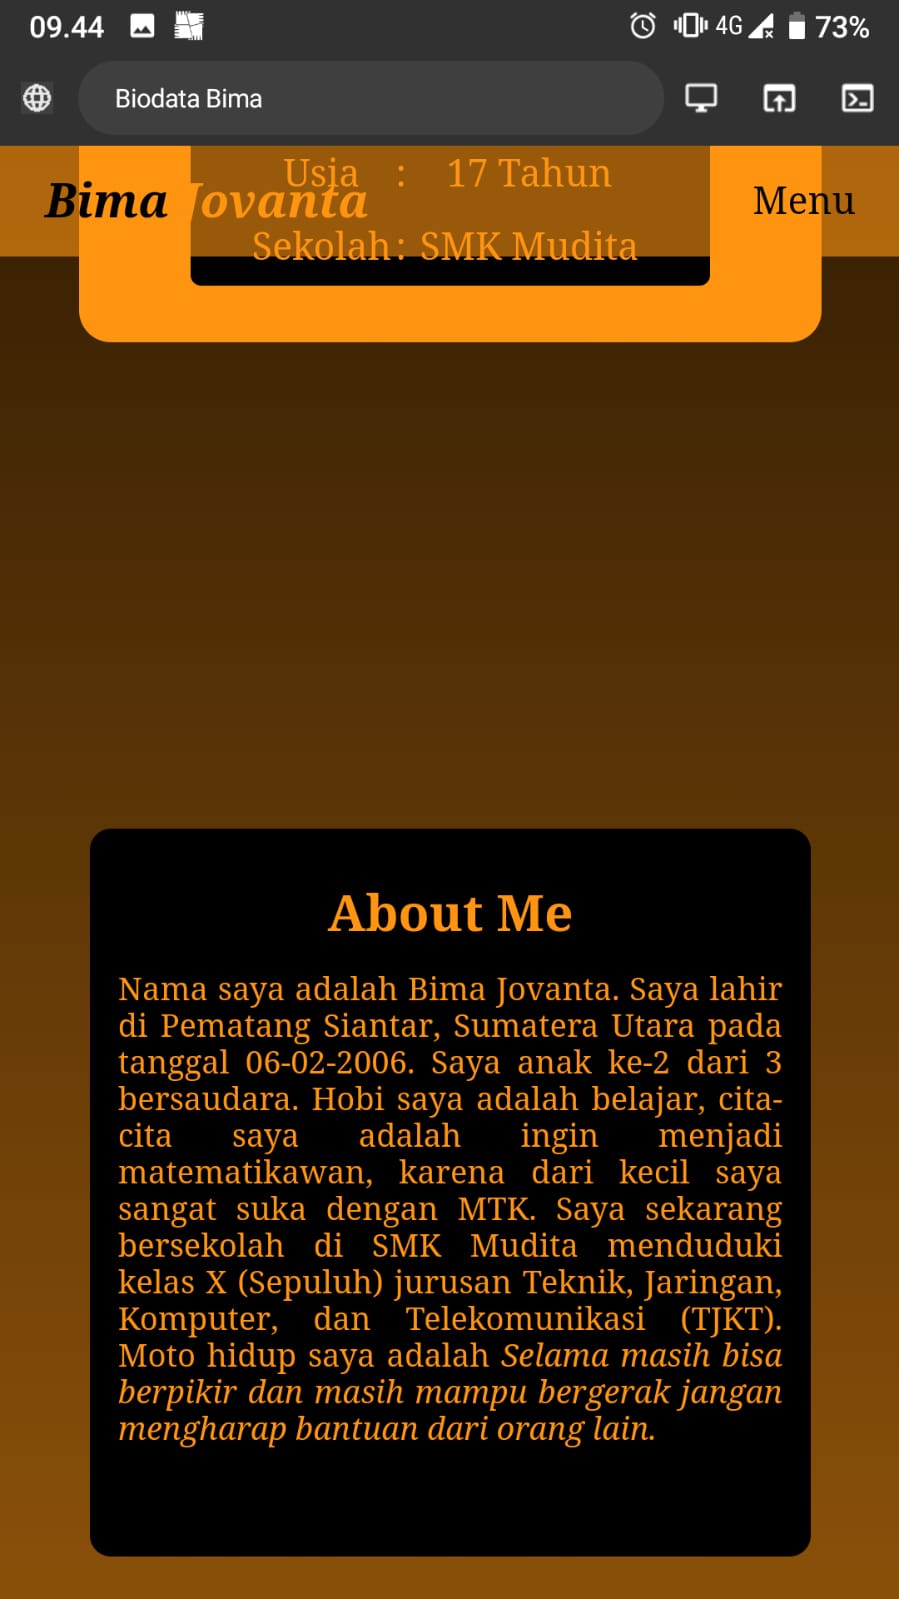 09.44 4G 73%
Biodata Bima
Usia : 17 Tahun
Bima Jovanta Menu
Sekolah : SMK Mudita
About Me
Nama saya adalah Bima Jovanta. Saya lahir
di Pematang Siantar, Sumatera Utara pada
tanggal 06-02-2006. Saya anak ke-2 dari 3
bersaudara. Hobi saya adalah belajar, cita-
cita saya adalah ingin menjadi
matematikawan, karena dari kecil saya
sangat suka dengan MTK. Saya sekarang
bersekolah di SMK Mudita menduduki
kelas X (Sepuluh) jurusan Teknik, Jaringan,
Komputer, dan Telekomunikasi (TJKT).
Moto hidup saya adalah Selama masih bisa
berpikir dan masih mampu bergerak jangan
mengharap bantuan dari orang lain.